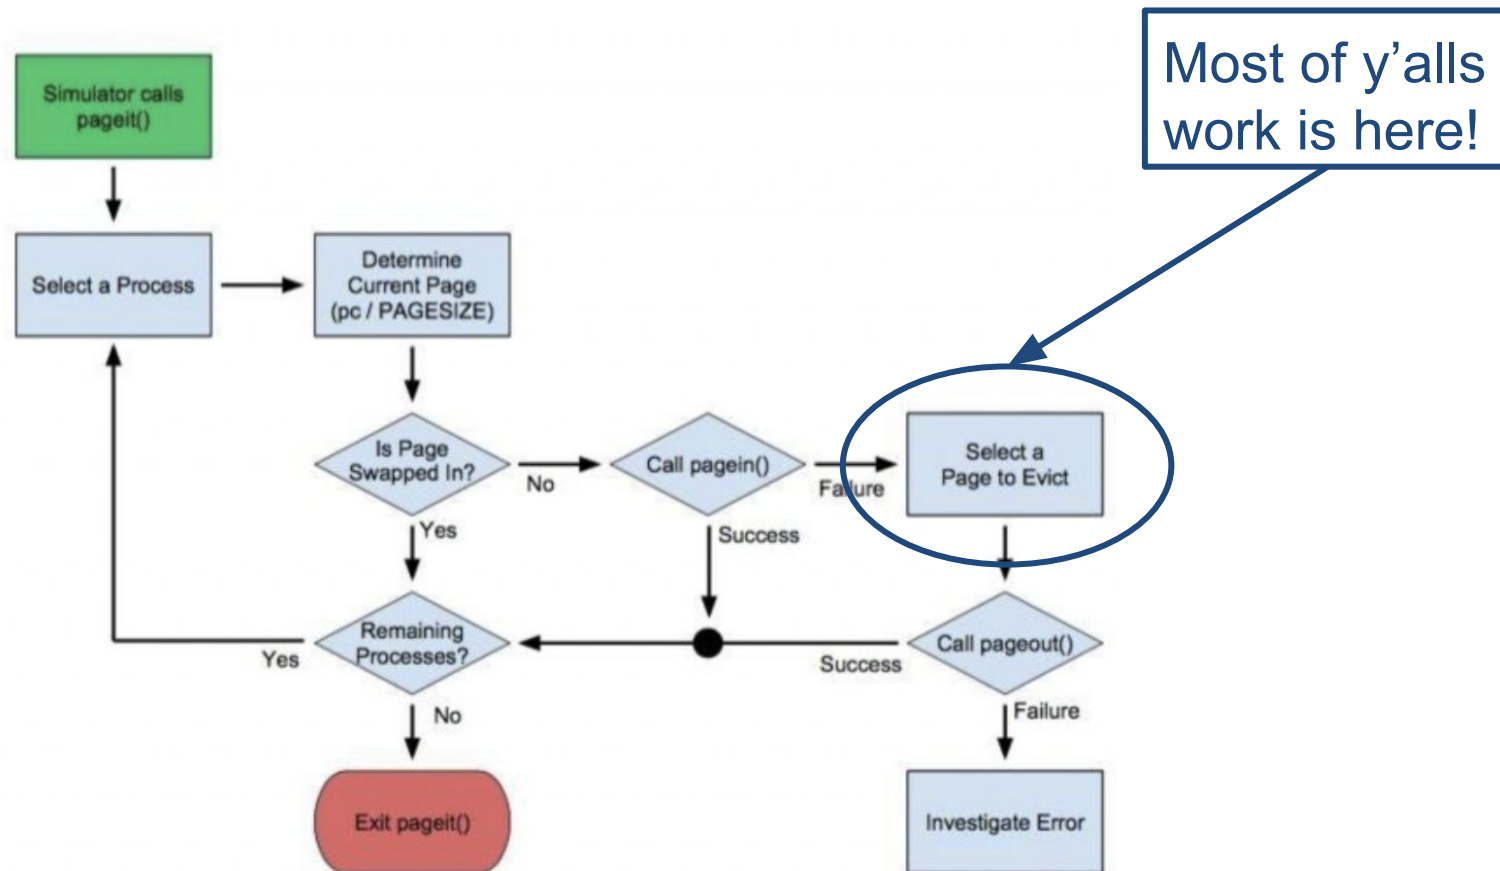 Most of y'alls
work is here!
Simulator calls
pageit()
Select a Process
Determine
Current Page
(pc / PAGESIZE)
Is Page
Swapped In?
No
Call pagein()
Failure
Select a
Page to Evict
Yes
Success
Remaining
Processes?
Yes
Success
Call pageout()
No
Failure
Exit pageit()
Investigate Error